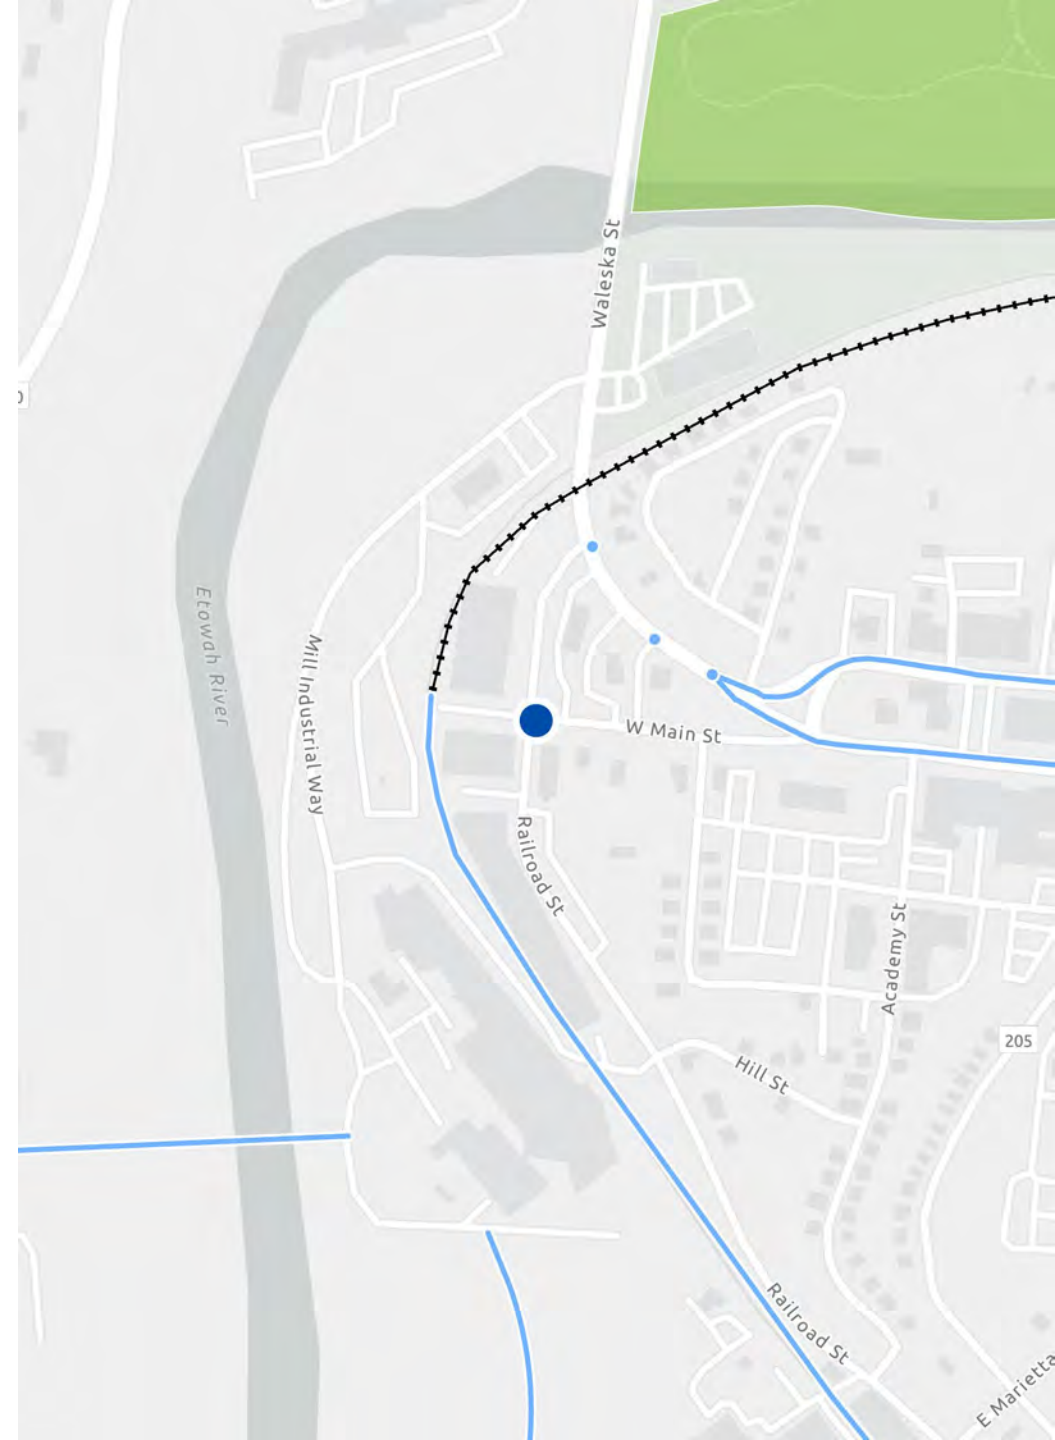 Waleska St
Etowah River
Mill Industrial Way
W Main St
Railroad St
Academy St
205
Hill St
Railroad St
E Marietta